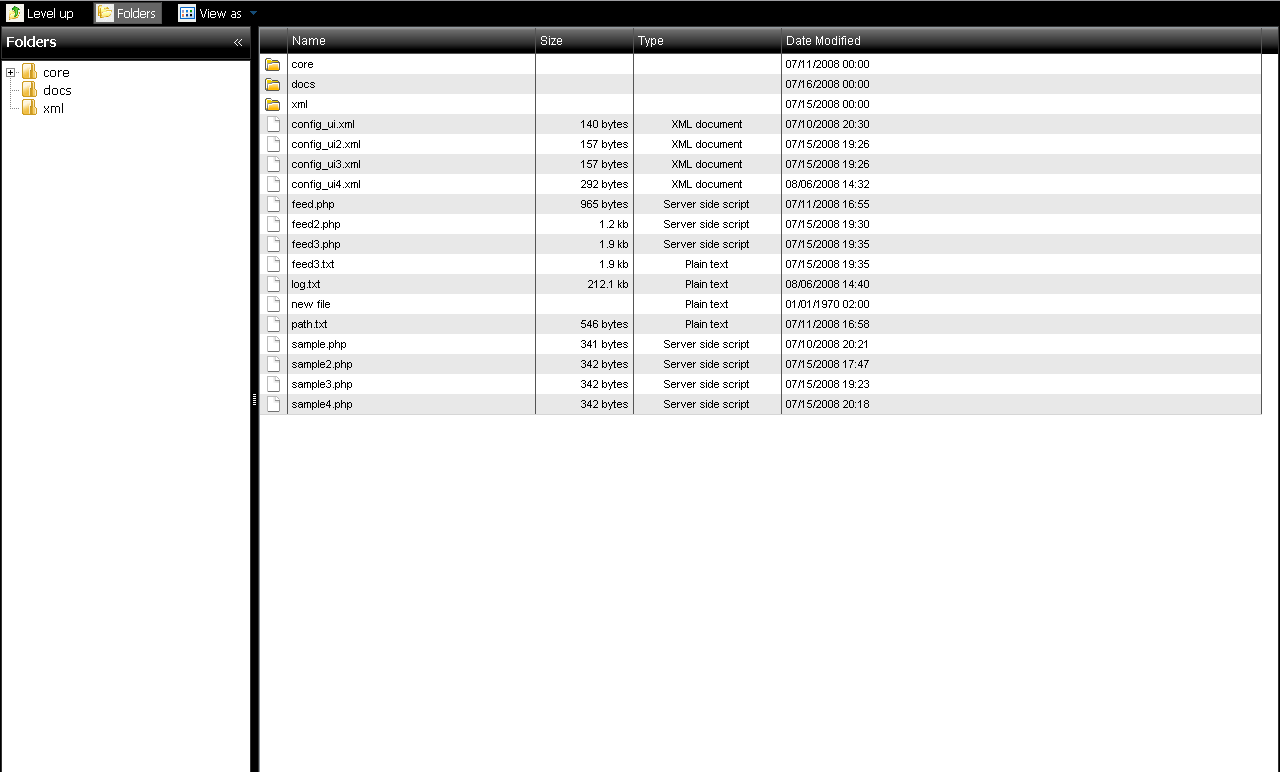 Level up Folders View as
Folders «
core
docs
xml
Name Size Type Date Modified
core 07/11/2008 00:00
docs 07/16/2008 00:00
xml 07/15/2008 00:00
config_ui.xml 140 bytes XML document 07/10/2008 20:30
config_ui2.xml 157 bytes XML document 07/15/2008 19:26
config_ui3.xml 157 bytes XML document 07/15/2008 19:26
config_ui4.xml 292 bytes XML document 08/06/2008 14:32
feed.php 965 bytes Server side script 07/11/2008 16:55
feed2.php 1.2 kb Server side script 07/15/2008 19:30
feed3.php 1.9 kb Server side script 07/15/2008 19:35
feed3.txt 1.9 kb Plain text 07/15/2008 19:35
log.txt 212.1 kb Plain text 08/06/2008 14:40
new file Plain text 01/01/1970 02:00
path.txt 546 bytes Plain text 07/11/2008 16:58
sample.php 341 bytes Server side script 07/10/2008 20:21
sample2.php 342 bytes Server side script 07/15/2008 17:47
sample3.php 342 bytes Server side script 07/15/2008 19:23
sample4.php 342 bytes Server side script 07/15/2008 20:18